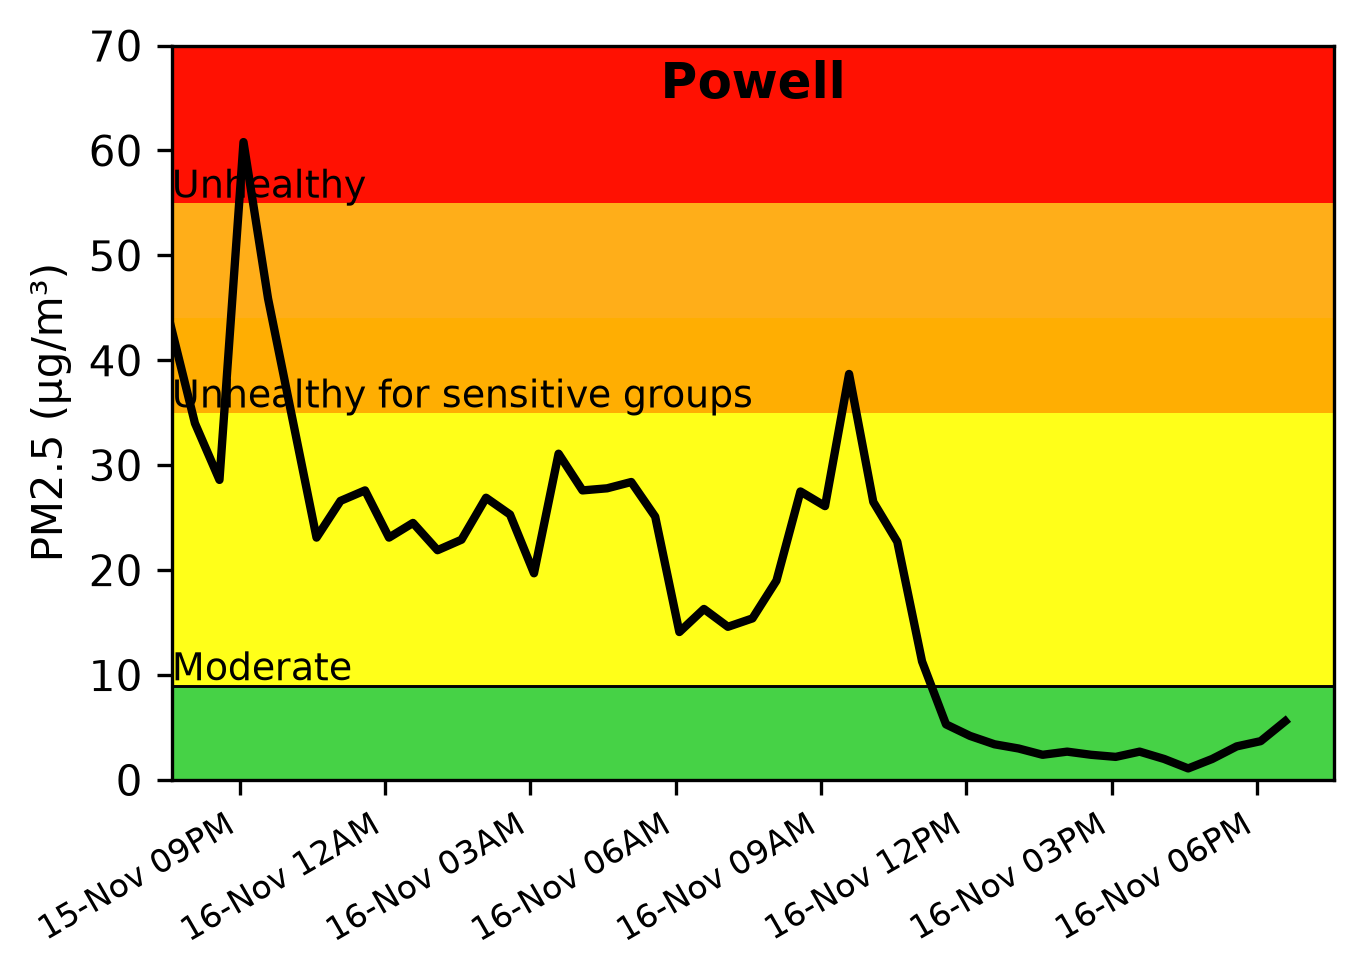 Powell
70
60
50
40
30
20
10
0
PM2.5 (µg/m³)
Unhealthy
Unhealthy for sensitive groups
Moderate
15-Nov 09PM
16-Nov 12AM
16-Nov 03AM
16-Nov 06AM
16-Nov 09AM
16-Nov 12PM
16-Nov 03PM
16-Nov 06PM